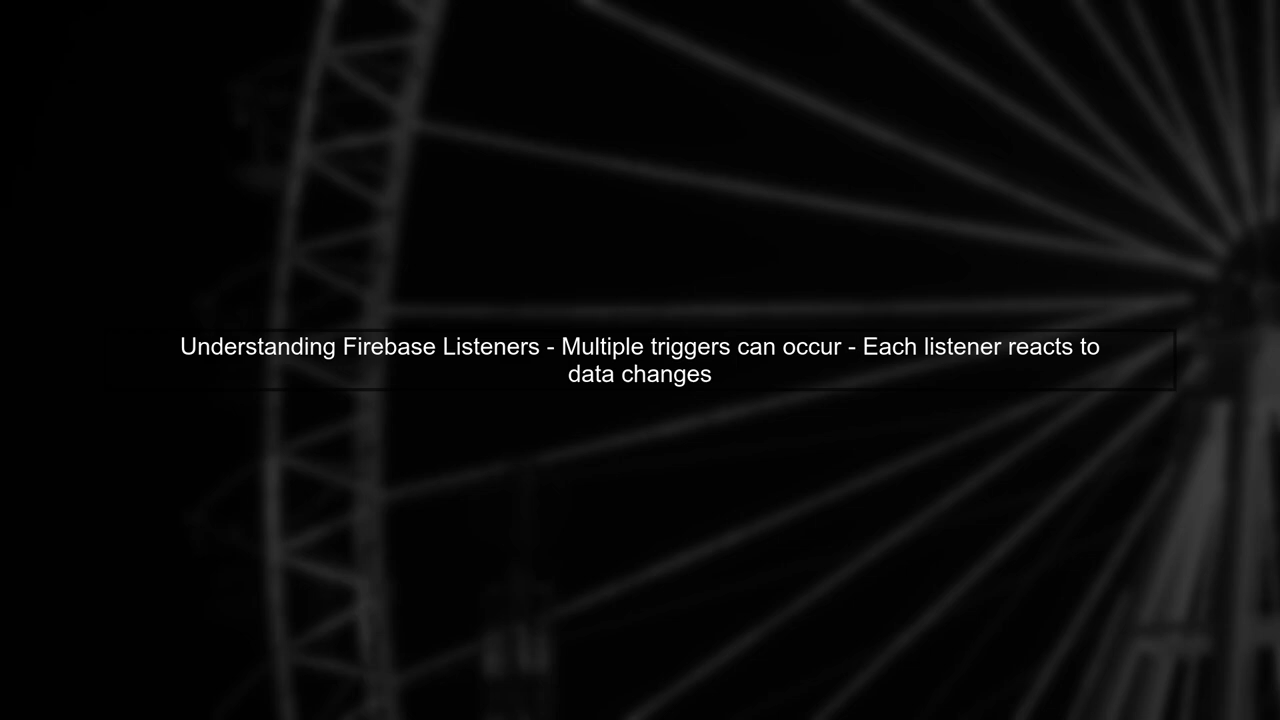 Understanding Firebase Listeners - Multiple triggers can occur - Each listener reacts to
data changes